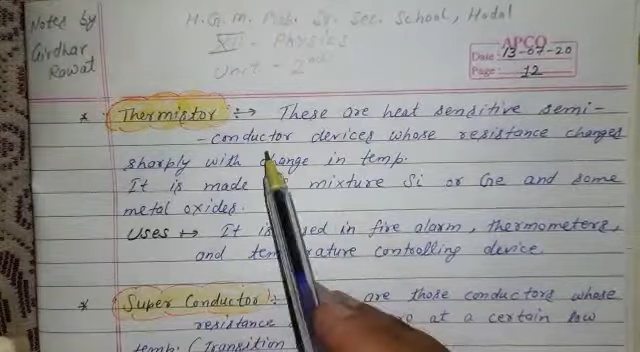 Notes by
Girdhar
Rawat
H. G. M. Pub. Sr. Sec. School, Hodal
XII - Physics
Unit - 2nd
APCO
Date: 13-07-20
Page: 12
* Thermistor :→ These are heat sensitive semi-
-conductor devices whose resistance changes
sharply with change in temp.
It is made mixture Si or Ge and some
metal oxides.
Uses ↔ It is used in fire alarm, thermometers,
and temperature controlling device.
* Super Conductor : are those conductors whose
resistance at a certain low
temp. (Transition